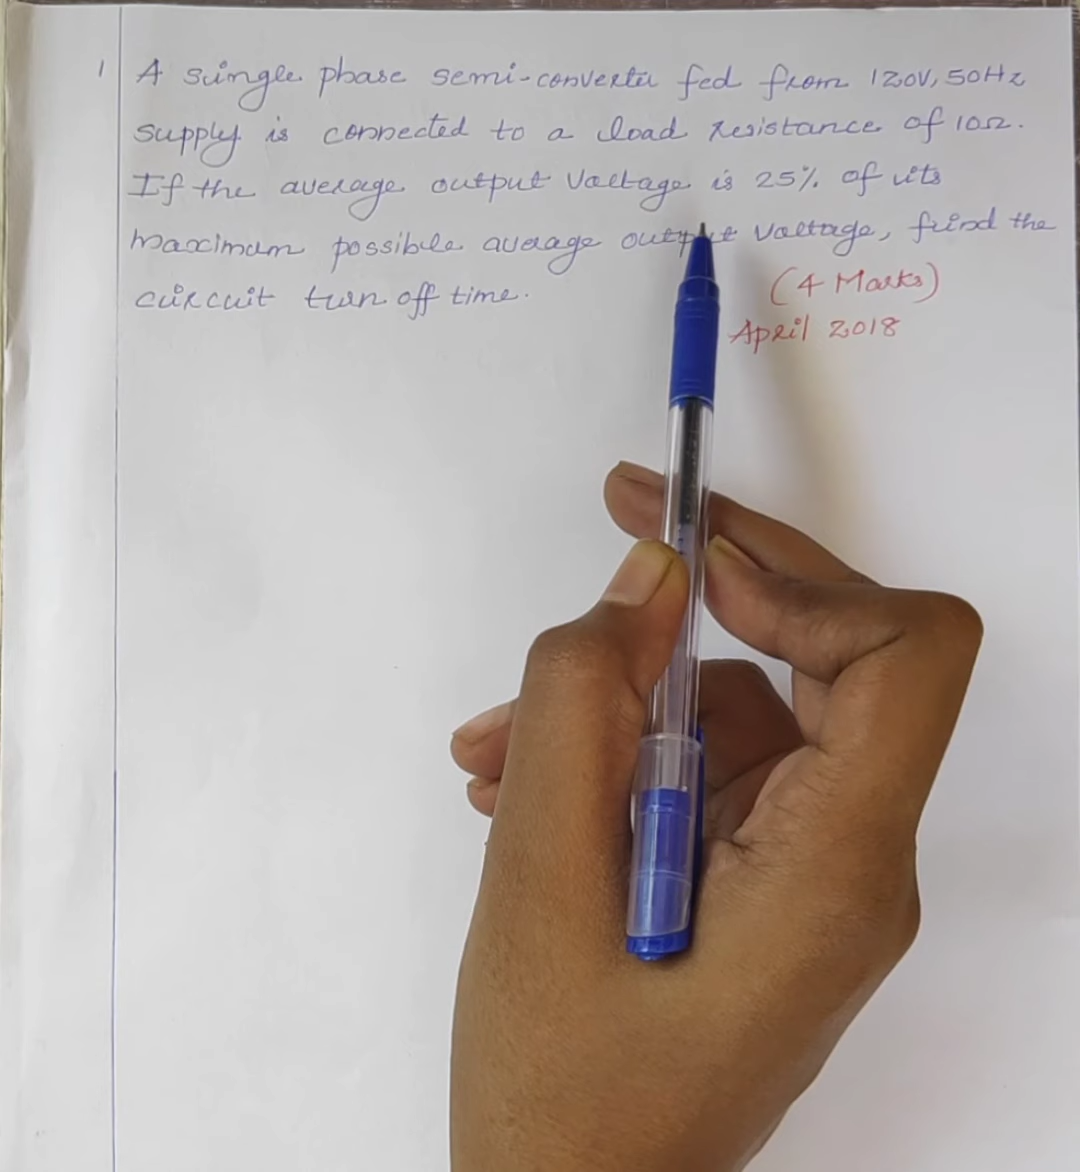 1 A single phase semi-converter fed from 120V, 50Hz
supply is connected to a load resistance of 10Ω.
If the average output voltage is 25% of its
maximum possible average output voltage, find the
circuit turn off time.
(4 Marks)
April 2018